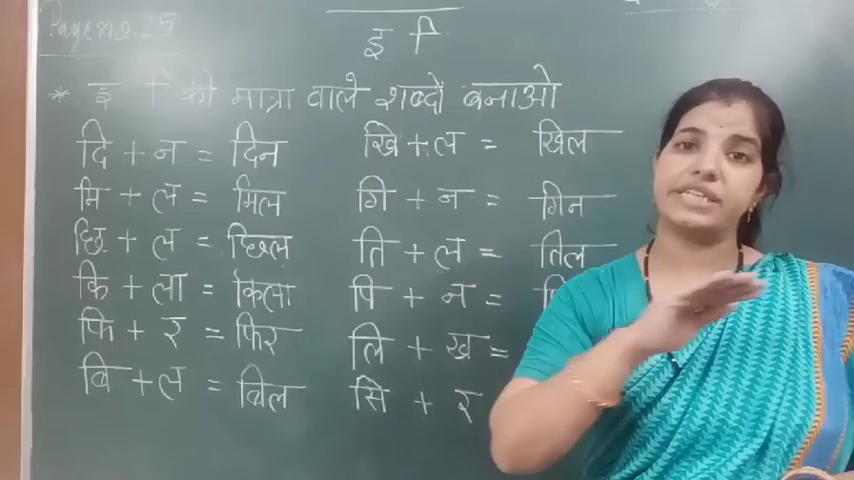 Page no. 25
इ ि
* इ ि की मात्रा वाले शब्दों बनाओ
दि + न = दिन
मि + ल = मिल
छि + ल = छिल
कि + ला = किला
फि + र = फिर
बि + ल = बिल
खि + ल = खिल
गि + न = गिन
ति + ल = तिल
पि + न =
लि + ख =
सि + र